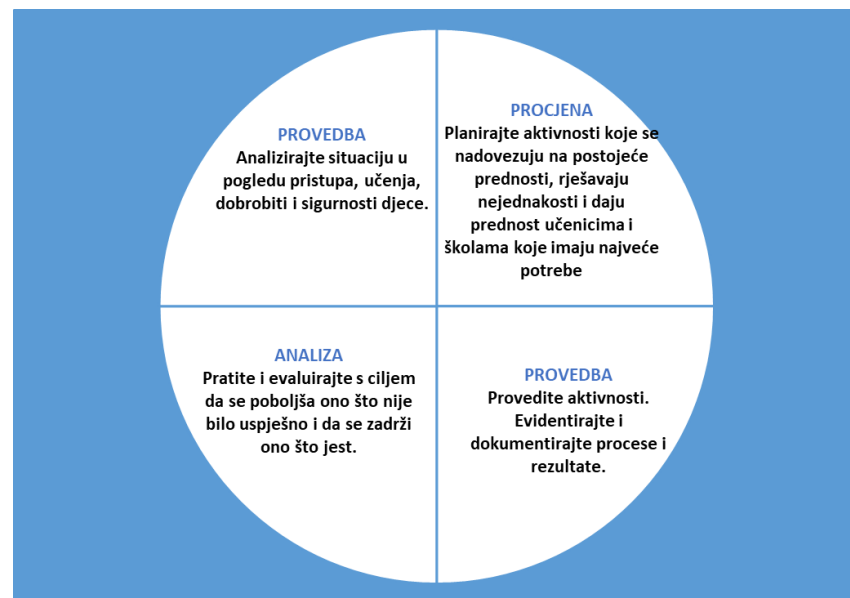 PROVEDBA
Analizirajte situaciju u
pogledu pristupa, učenja,
dobrobiti i sigurnosti djece.
PROCJENA
Planirajte aktivnosti koje se
nadovezuju na postojeće
prednosti, rješavaju
nejednakosti i daju
prednost učenicima i
školama koje imaju najveće
potrebe
ANALIZA
Pratite i evaluirajte s ciljem
da se poboljša ono što nije
bilo uspješno i da se zadrži
ono što jest.
PROVEDBA
Provedite aktivnosti.
Evidentirajte i
dokumentirajte procese i
rezultate.